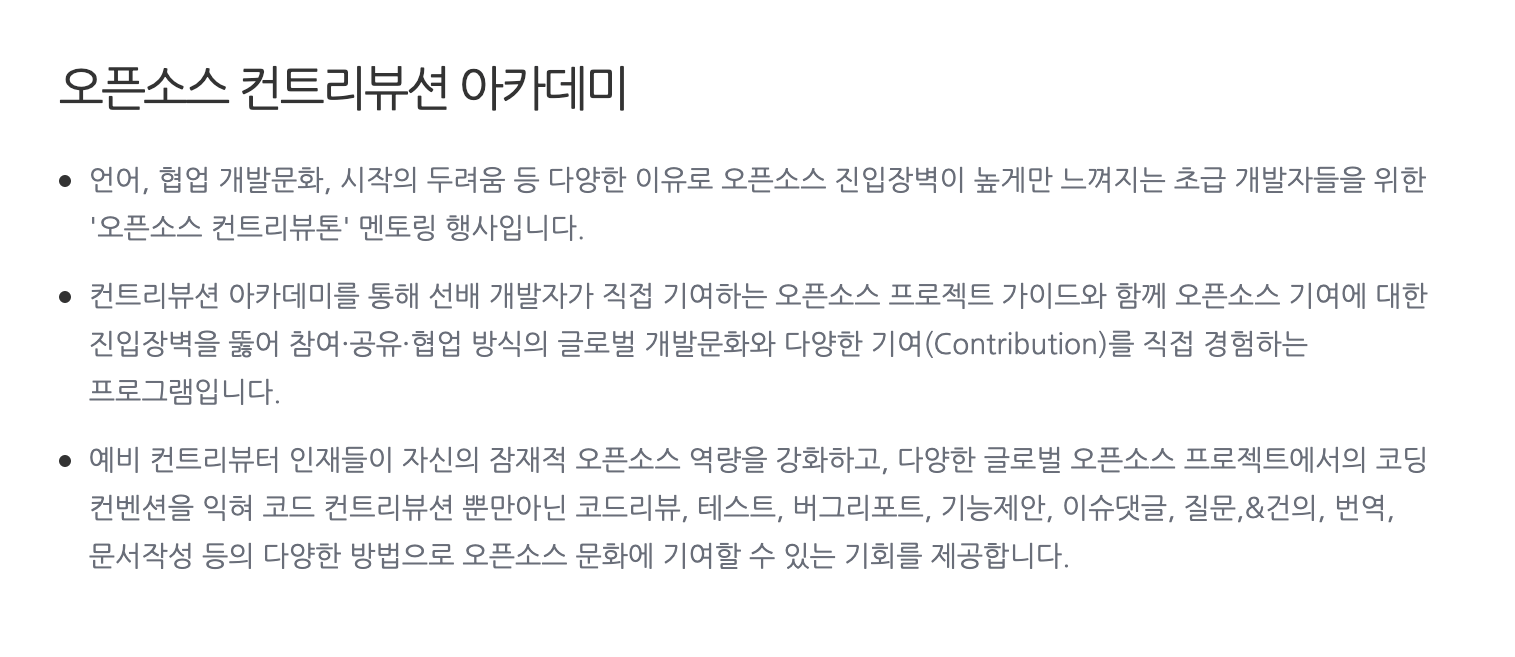 오픈소스 컨트리뷰션 아카데미
● 언어, 협업 개발문화, 시작의 두려움 등 다양한 이유로 오픈소스 진입장벽이 높게만 느껴지는 초급 개발자들을 위한
'오픈소스 컨트리뷰톤' 멘토링 행사입니다.
● 컨트리뷰션 아카데미를 통해 선배 개발자가 직접 기여하는 오픈소스 프로젝트 가이드와 함께 오픈소스 기여에 대한
진입장벽을 뚫어 참여·공유·협업 방식의 글로벌 개발문화와 다양한 기여(Contribution)를 직접 경험하는
프로그램입니다.
● 예비 컨트리뷰터 인재들이 자신의 잠재적 오픈소스 역량을 강화하고, 다양한 글로벌 오픈소스 프로젝트에서의 코딩
컨벤션을 익혀 코드 컨트리뷰션 뿐만아닌 코드리뷰, 테스트, 버그리포트, 기능제안, 이슈댓글, 질문,&건의, 번역,
문서작성 등의 다양한 방법으로 오픈소스 문화에 기여할 수 있는 기회를 제공합니다.